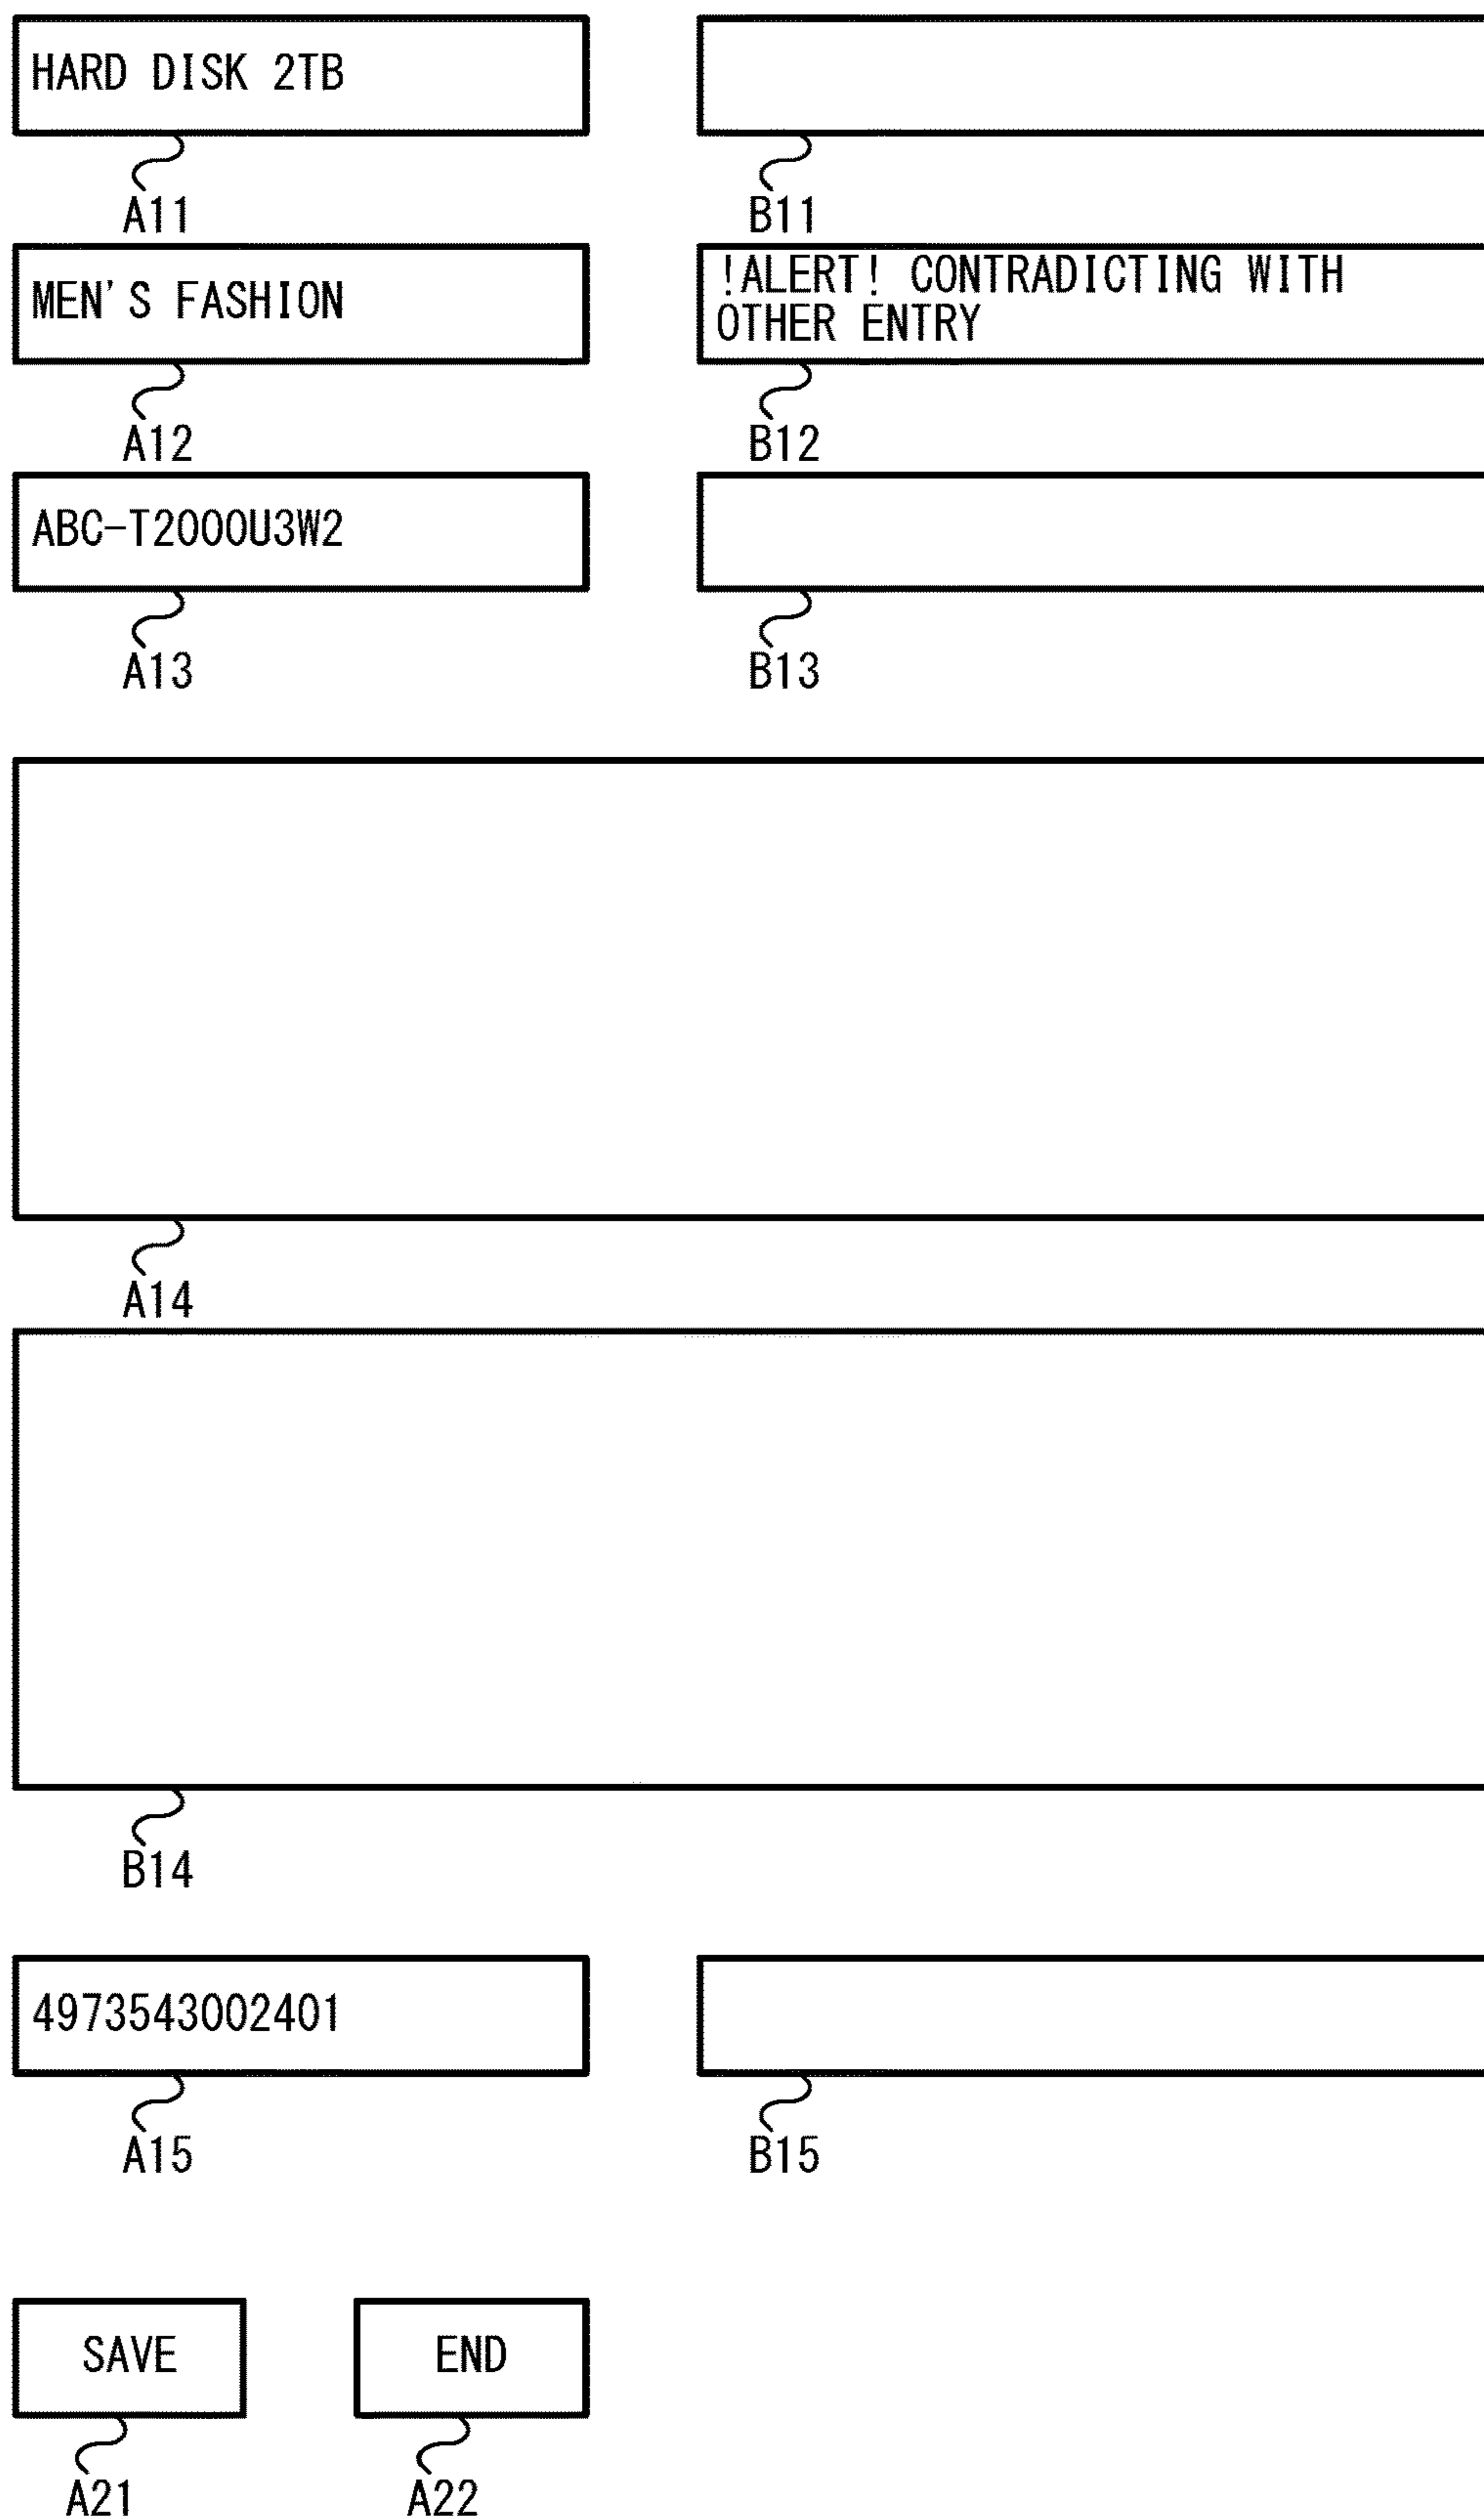 HARD DISK 2TB
A11
B11
MEN'S FASHION
!ALERT! CONTRADICTING WITH
OTHER ENTRY
A12
B12
ABC-T2000U3W2
A13
B13
A14
B14
4973543002401
A15
B15
SAVE
END
A21
A22